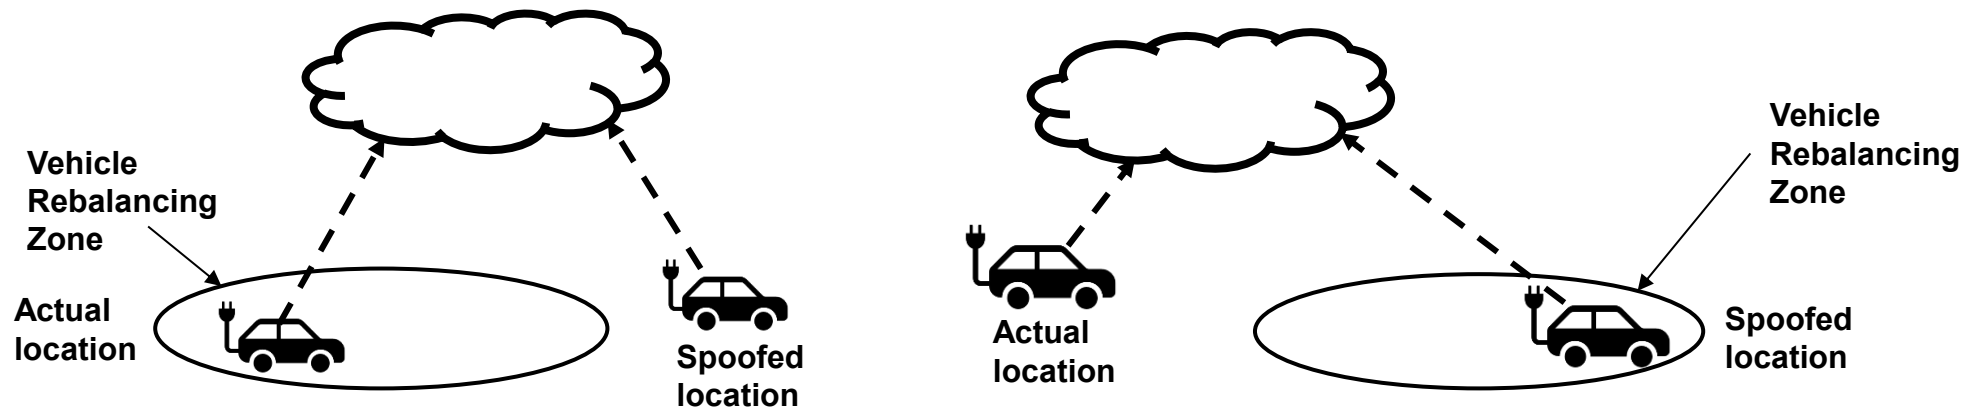 Vehicle
Rebalancing
Zone
Actual
location
Spoofed
location
Actual
location
Vehicle
Rebalancing
Zone
Spoofed
location